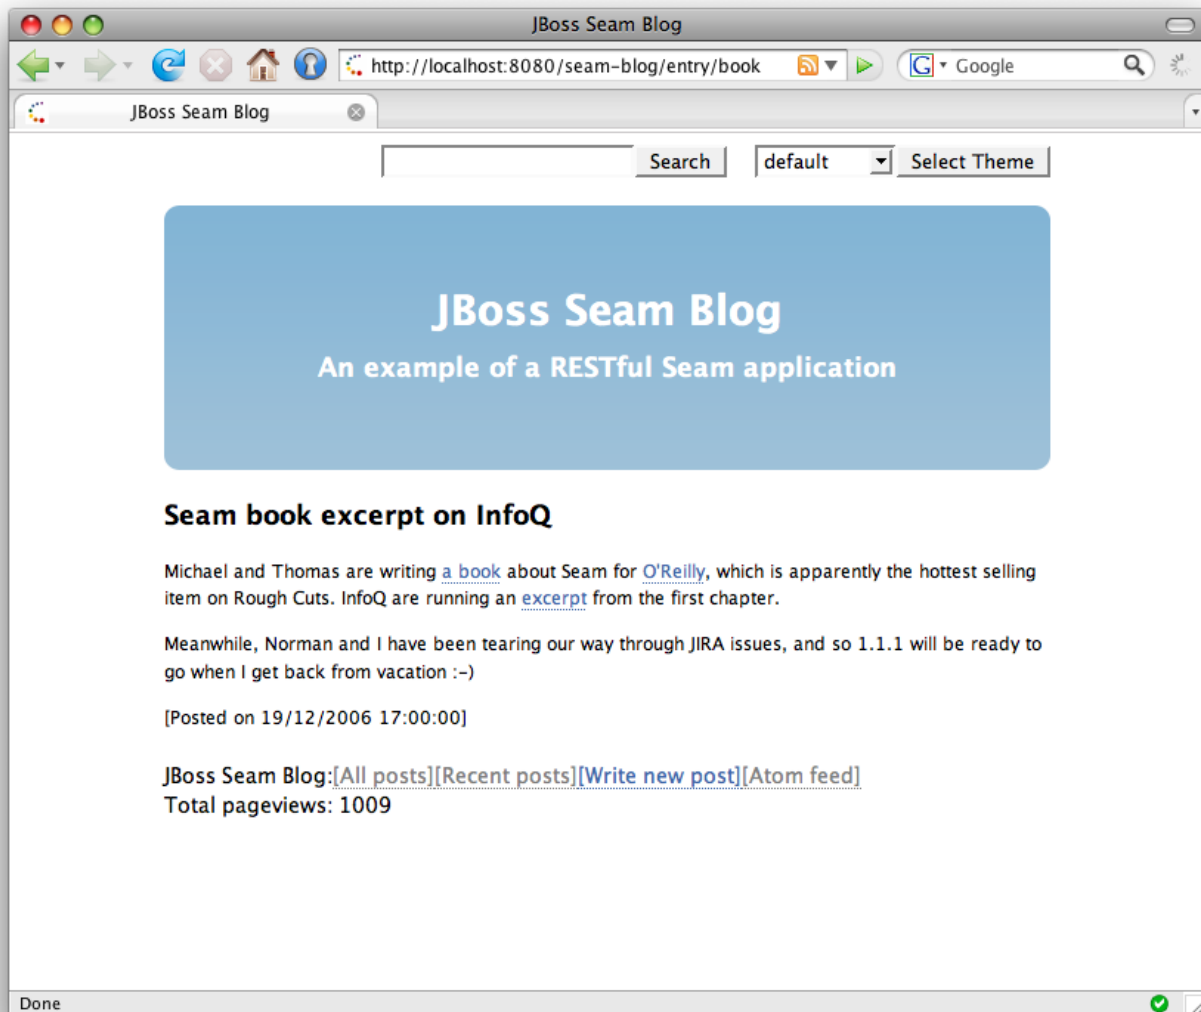 JBoss Seam Blog
http://localhost:8080/seam-blog/entry/book
G Google
JBoss Seam Blog
Search default Select Theme
JBoss Seam Blog
An example of a RESTful Seam application
Seam book excerpt on InfoQ
Michael and Thomas are writing a book about Seam for O'Reilly, which is apparently the hottest selling
item on Rough Cuts. InfoQ are running an excerpt from the first chapter.
Meanwhile, Norman and I have been tearing our way through JIRA issues, and so 1.1.1 will be ready to
go when I get back from vacation :-)
[Posted on 19/12/2006 17:00:00]
JBoss Seam Blog:[All posts][Recent posts][Write new post][Atom feed]
Total pageviews: 1009
Done